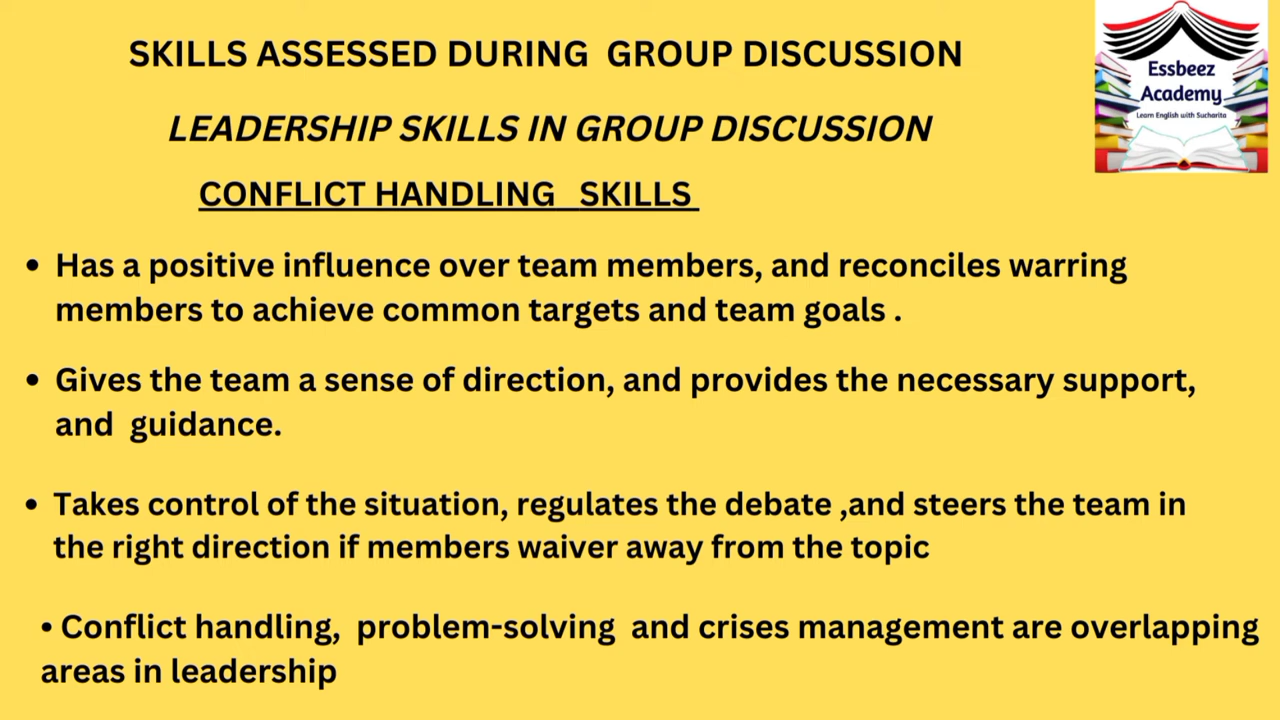 SKILLS ASSESSED DURING GROUP DISCUSSION
Essbeez
Academy
Learn English with Sucharita
LEADERSHIP SKILLS IN GROUP DISCUSSION
CONFLICT HANDLING SKILLS
• Has a positive influence over team members, and reconciles warring
members to achieve common targets and team goals .
• Gives the team a sense of direction, and provides the necessary support,
and guidance.
• Takes control of the situation, regulates the debate ,and steers the team in
the right direction if members waiver away from the topic
• Conflict handling, problem-solving and crises management are overlapping
areas in leadership